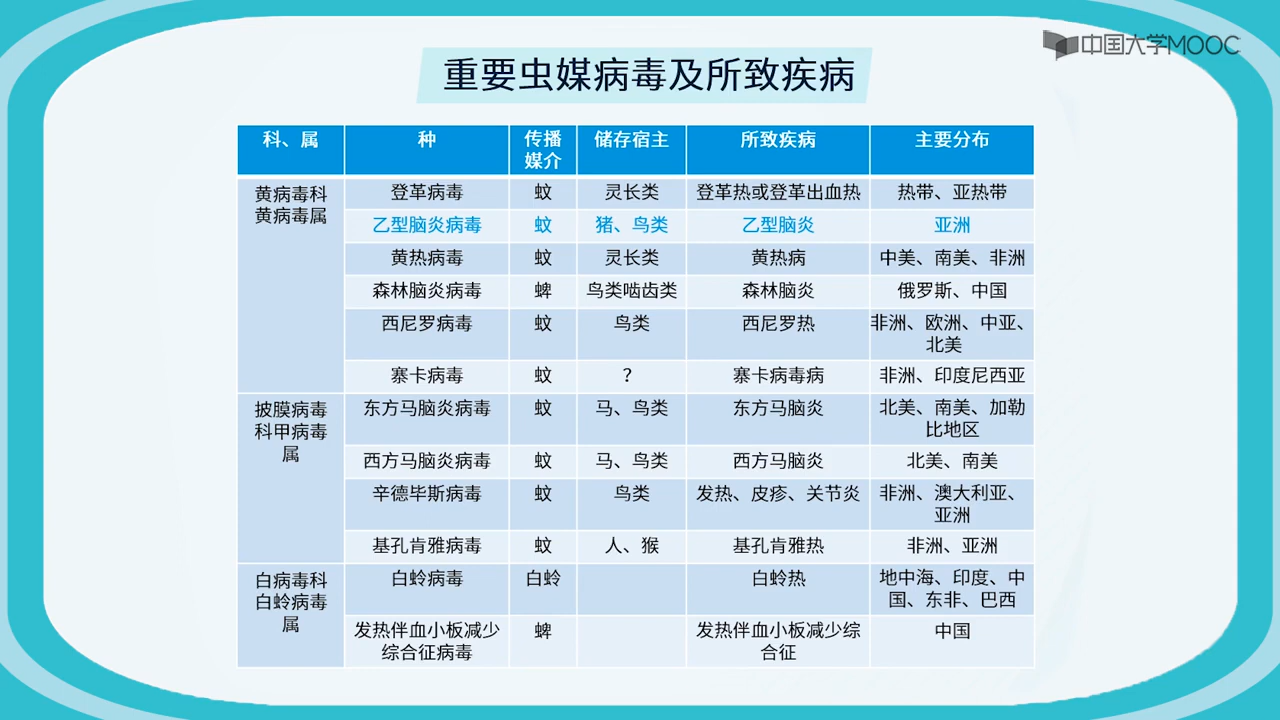 中国大学MOOC
重要虫媒病毒及所致疾病
科、属 种 传播媒介 储存宿主 所致疾病 主要分布
黄病毒科
黄病毒属
登革病毒 蚊 灵长类 登革热或登革出血热 热带、亚热带
乙型脑炎病毒 蚊 猪、鸟类 乙型脑炎 亚洲
黄热病毒 蚊 灵长类 黄热病 中美、南美、非洲
森林脑炎病毒 蜱 鸟类啮齿类 森林脑炎 俄罗斯、中国
西尼罗病毒 蚊 鸟类 西尼罗热 非洲、欧洲、中亚、
北美
寨卡病毒 蚊 ? 寨卡病毒病 非洲、印度尼西亚
披膜病毒
科甲病毒
属
东方马脑炎病毒 蚊 马、鸟类 东方马脑炎 北美、南美、加勒
比地区
西方马脑炎病毒 蚊 马、鸟类 西方马脑炎 北美、南美
辛德毕斯病毒 蚊 鸟类 发热、皮疹、关节炎 非洲、澳大利亚、
亚洲
基孔肯雅病毒 蚊 人、猴 基孔肯雅热 非洲、亚洲
白病毒科
白蛉病毒
属
白蛉病毒 白蛉 白蛉热 地中海、印度、中
国、东非、巴西
发热伴血小板减少
综合征病毒
蜱
发热伴血小板减少综
合征
中国